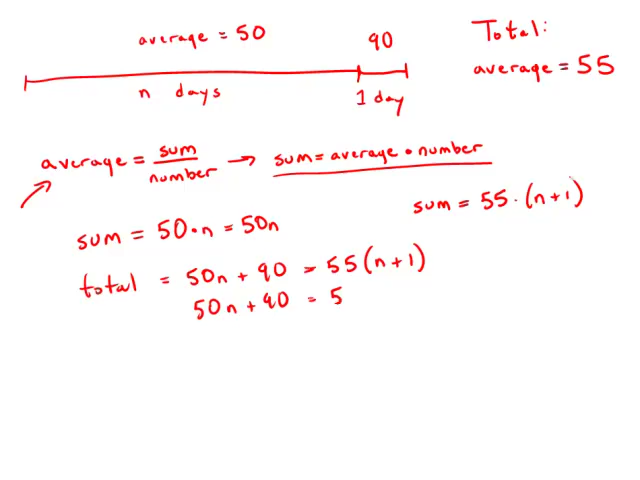 average = 50
90
Total:
average = 55
n days
1 day
average = sum/number → sum = average • number
sum = 50 • n = 50n
sum = 55 · (n + 1)
total = 50n + 90 = 55(n + 1)
50n + 90 = 5